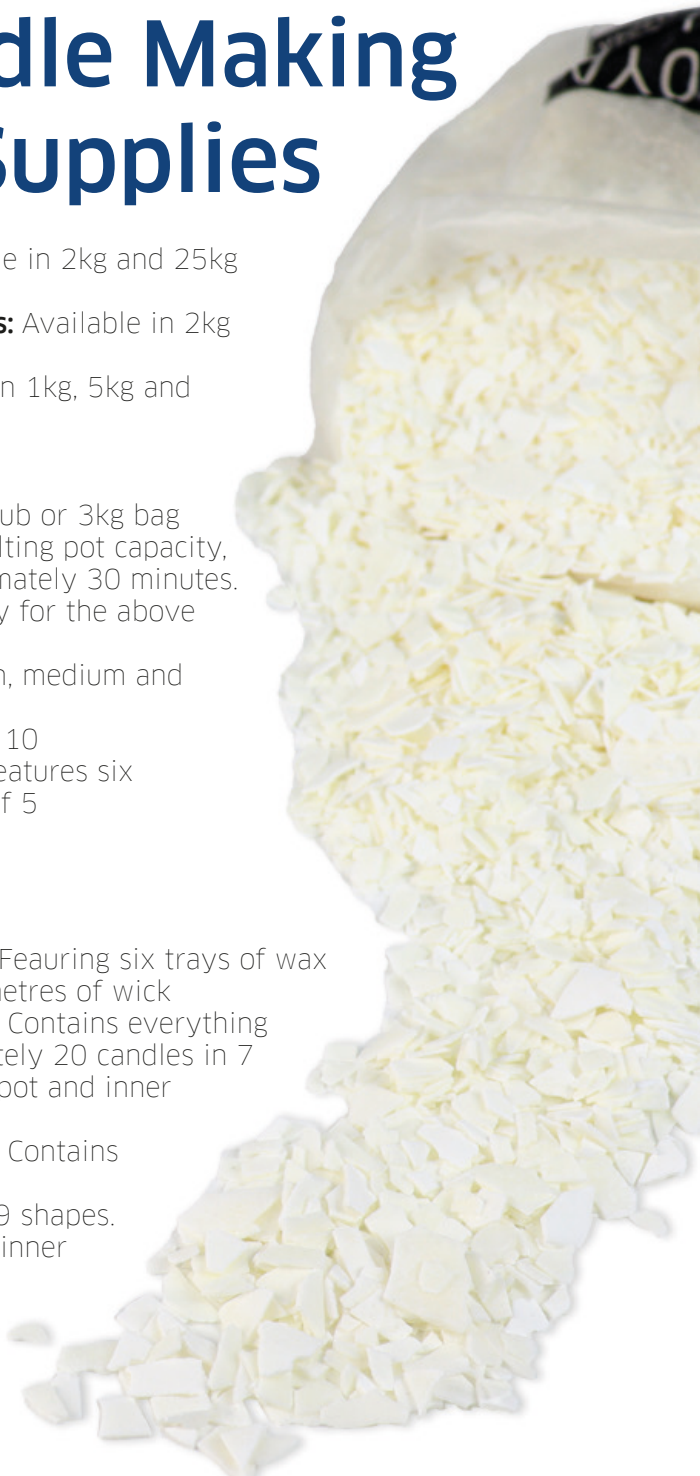 dle Making
Supplies
e in 2kg and 25kg
s: Available in 2kg
n 1kg, 5kg and
ub or 3kg bag
lting pot capacity,
mately 30 minutes.
y for the above
n, medium and
10
eatures six
f 5
Feauring six trays of wax
etres of wick
Contains everything
tely 20 candles in 7
pot and inner
Contains
9 shapes.
inner